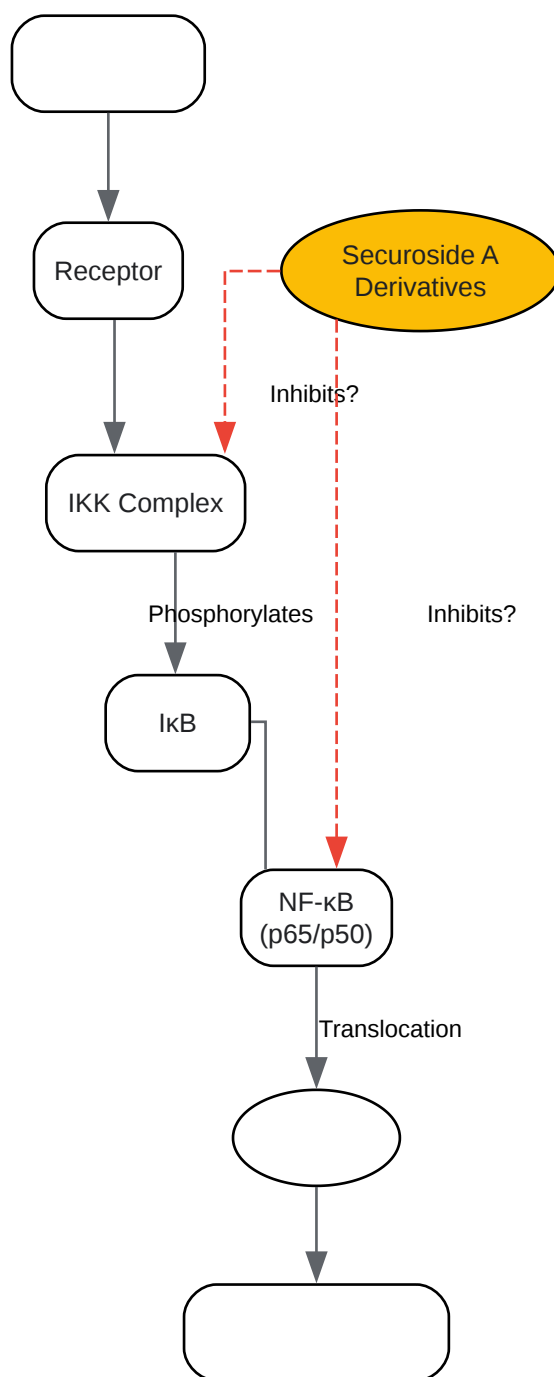 Securoside A
Derivatives
Receptor
Inhibits?
IKK Complex
Phosphorylates
Inhibits?
IκB
NF-κB
(p65/p50)
Translocation